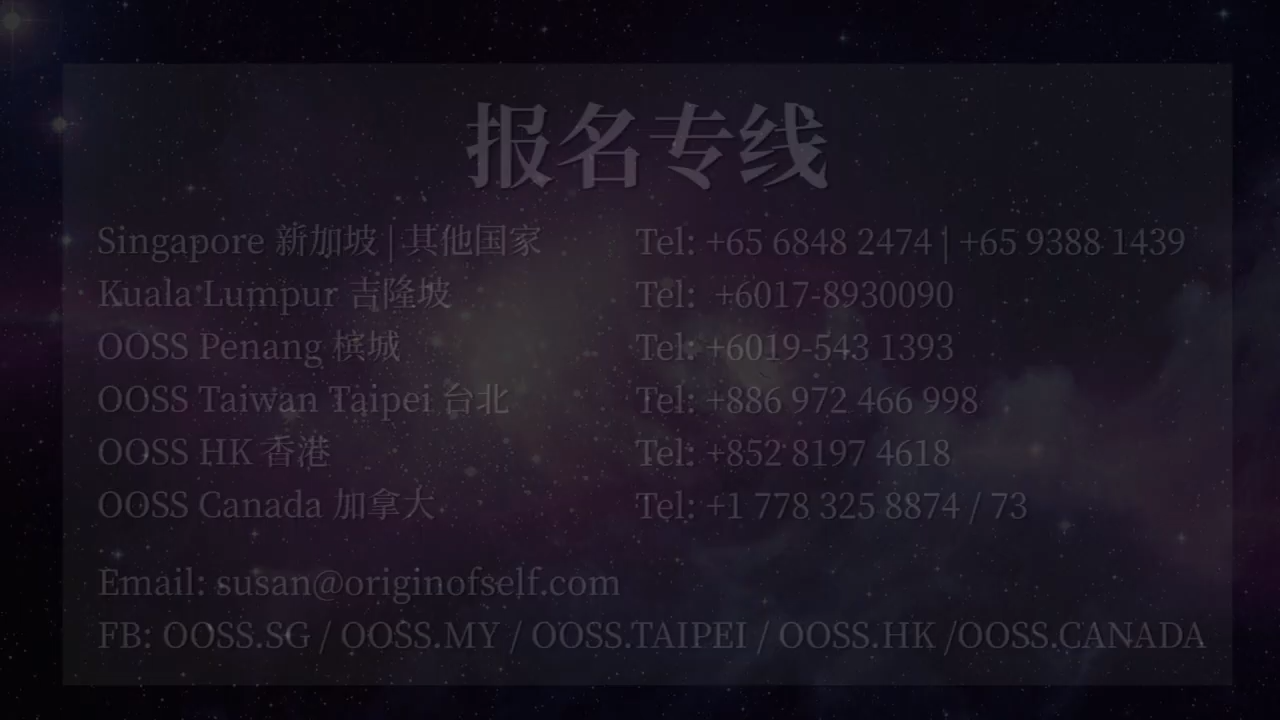 报名专线
Singapore 新加坡 | 其他国家 Tel: +65 6848 2474 | +65 9388 1439
Kuala Lumpur 吉隆坡 Tel: +6017-8930090
OOSS Penang 槟城 Tel: +6019-543 1393
OOSS Taiwan Taipei 台北 Tel: +886 972 466 998
OOSS HK 香港 Tel: +852 8197 4618
OOSS Canada 加拿大 Tel: +1 778 325 8874 / 73
Email: susan@originofself.com
FB: OOSS.SG / OOSS.MY / OOSS.TAIPEI / OOSS.HK /OOSS.CANADA